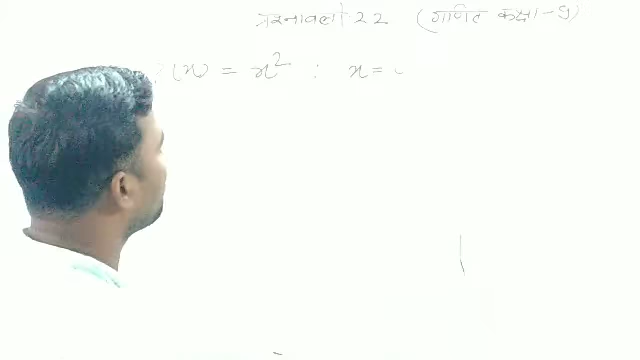 प्रश्नावली 2.2 (गणित कक्षा-9)
(x) = x² : x =